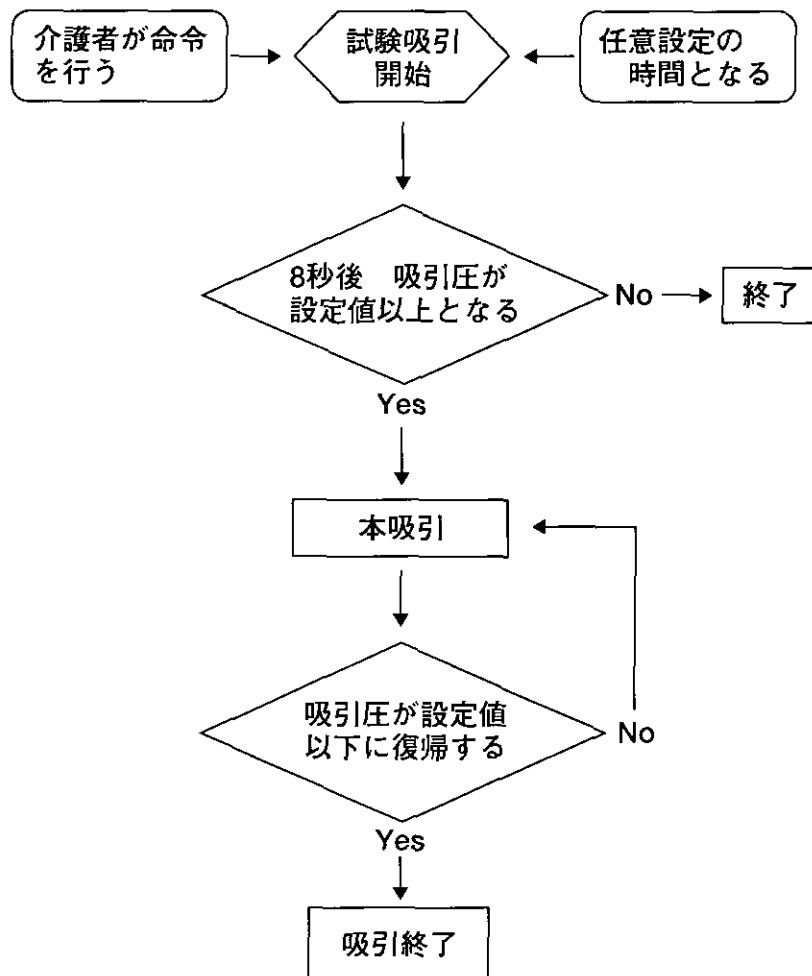 介護者が命令
を行う
試験吸引
開始
任意設定の
時間となる
8秒後　吸引圧が
設定値以上となる
No
終了
Yes
本吸引
吸引圧が設定値
以下に復帰する
No
Yes
吸引終了